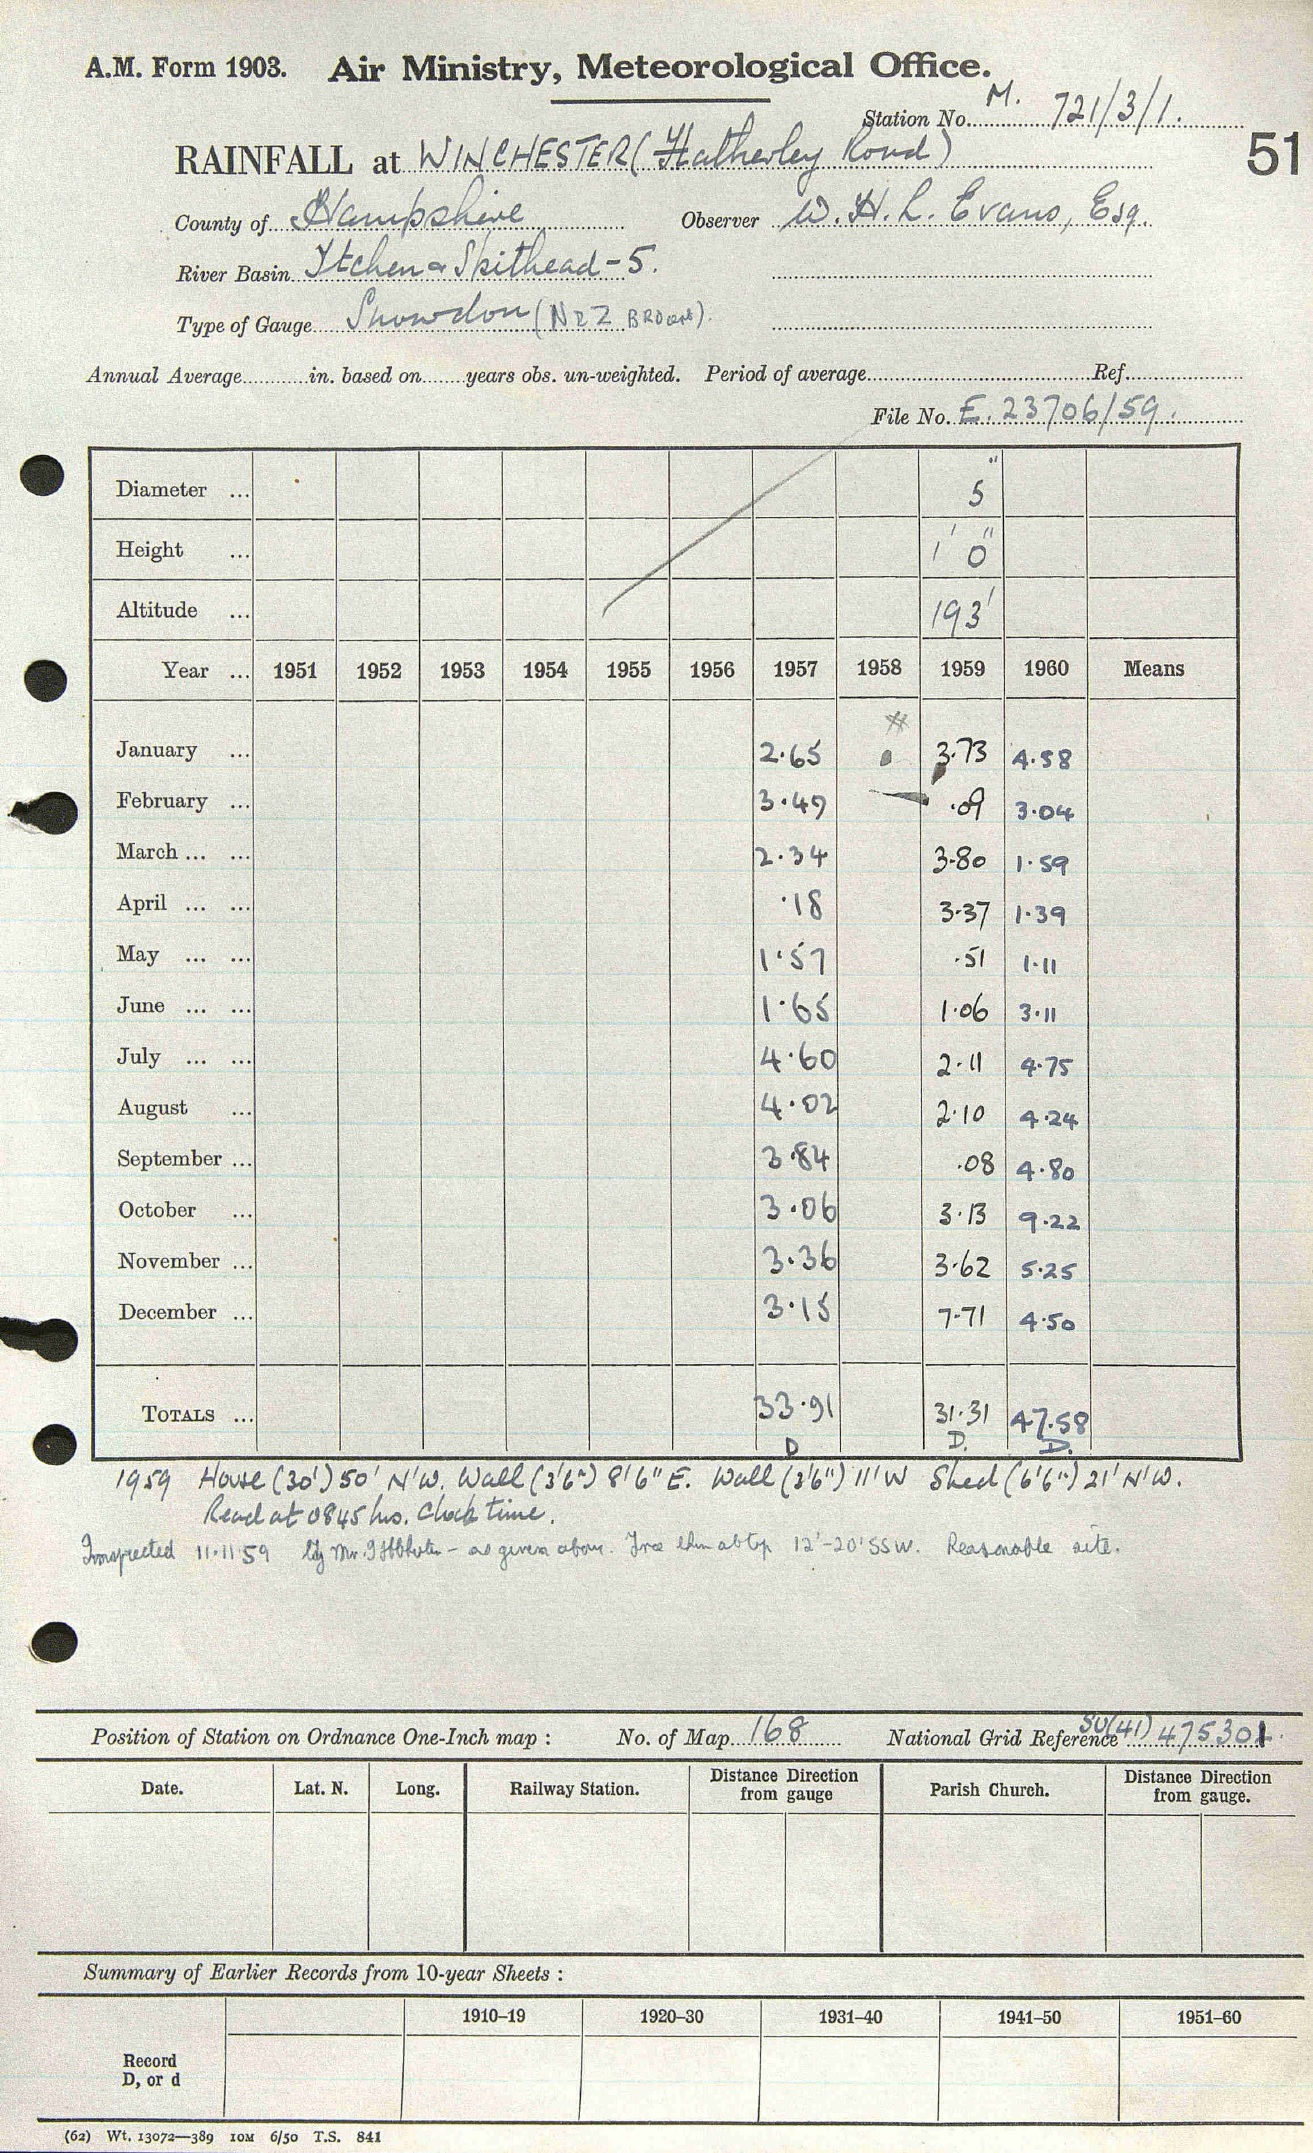 A.M. Form 1903. Air Ministry, Meteorological Office.
Station No. M. 721/3/1.
RAINFALL at WINCHESTER (Hatherley Road)
51
County of Hampshire Observer W. H. L. Evans, Esq.
River Basin Itchen & Spithead - 5.
Type of Gauge Snowdon
Annual Average in. based on years obs. un-weighted. Period of average Ref.
File No. E. 23706/59.
Diameter ... 5"
Height ... 1' 0"
Altitude ... 193'
Year ... 1951 1952 1953 1954 1955 1956 1957 1958 1959 1960 Means
January ... 2.65 3.73 4.58
February ... 3.49 .09 3.04
March ... ... 2.34 3.80 1.59
April ... ... .18 3.37 1.39
May ... ... 1.57 .51 1.11
June ... ... 1.65 1.06 3.11
July ... ... 4.60 2.11 4.75
August ... 4.02 2.10 4.24
September ... 3.84 .08 4.80
October ... 3.06 3.13 9.22
November ... 3.36 3.62 5.25
December ... 3.15 7.71 4.50
TOTALS ... 33.91 31.31 47.58
D D. D.
1959 House (30') 50' N'W. Wall (3'6") 8'6" E. Wall (3'6") 11' W Shed (6'6") 21' N'W.
Read at 0845 hrs. Clock time.
Inspected 11.11.59 by Mr. - as given above. Tree 12'-20' SSW. Reasonable site.
Position of Station on Ordnance One-Inch map : No. of Map 168 National Grid Reference SU(41) 475301
Date. Lat. N. Long. Railway Station. Distance Direction from gauge Parish Church. Distance Direction from gauge.
Summary of Earlier Records from 10-year Sheets :
1910–19 1920–30 1931–40 1941–50 1951–60
Record
D, or d
(62) Wt. 13072—389 10M 6/50 T.S. 841